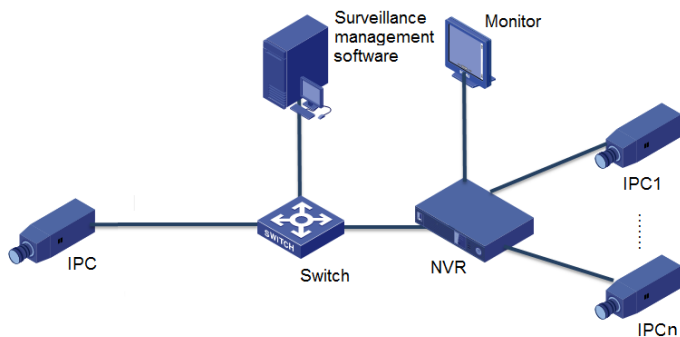 Surveillance
management
software
Monitor
IPC1
IPC
SWITCH
Switch
NVR
IPCn